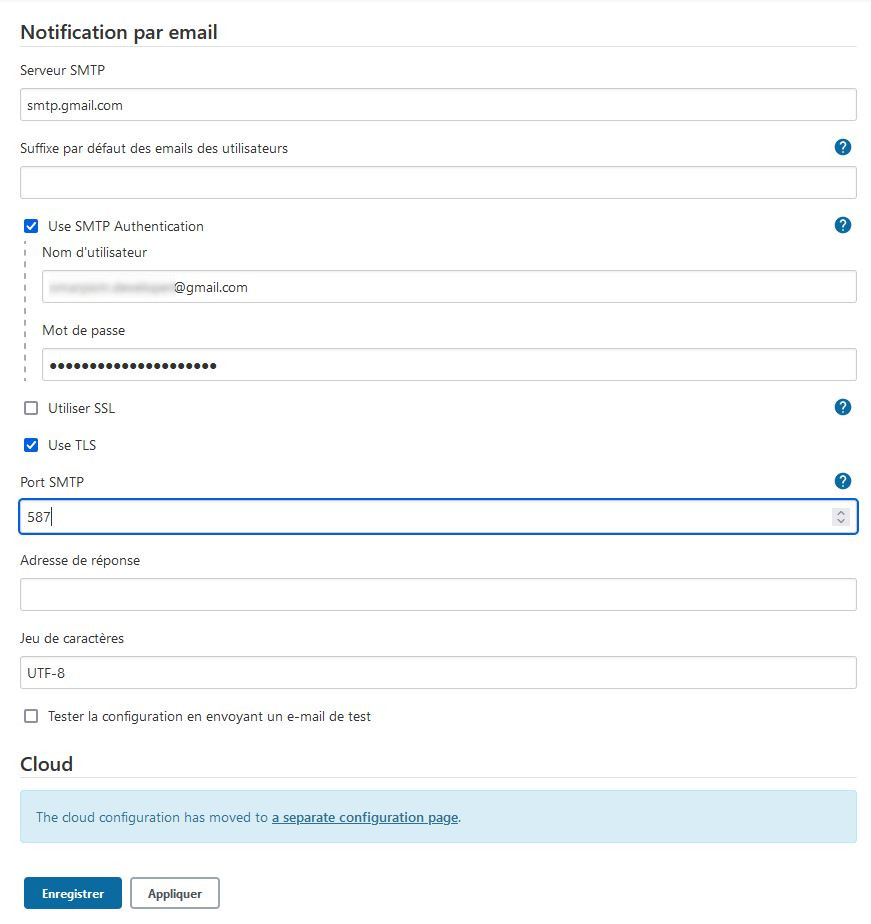 Notification par email
Serveur SMTP
smtp.gmail.com
Suffixe par défaut des emails des utilisateurs
?
Use SMTP Authentication
?
Nom d'utilisateur
@gmail.com
Mot de passe
•••••••••••••••••••••
Utiliser SSL
?
Use TLS
Port SMTP
?
587
Adresse de réponse
Jeu de caractères
UTF-8
Tester la configuration en envoyant un e-mail de test
Cloud
The cloud configuration has moved to a separate configuration page.
Enregistrer
Appliquer